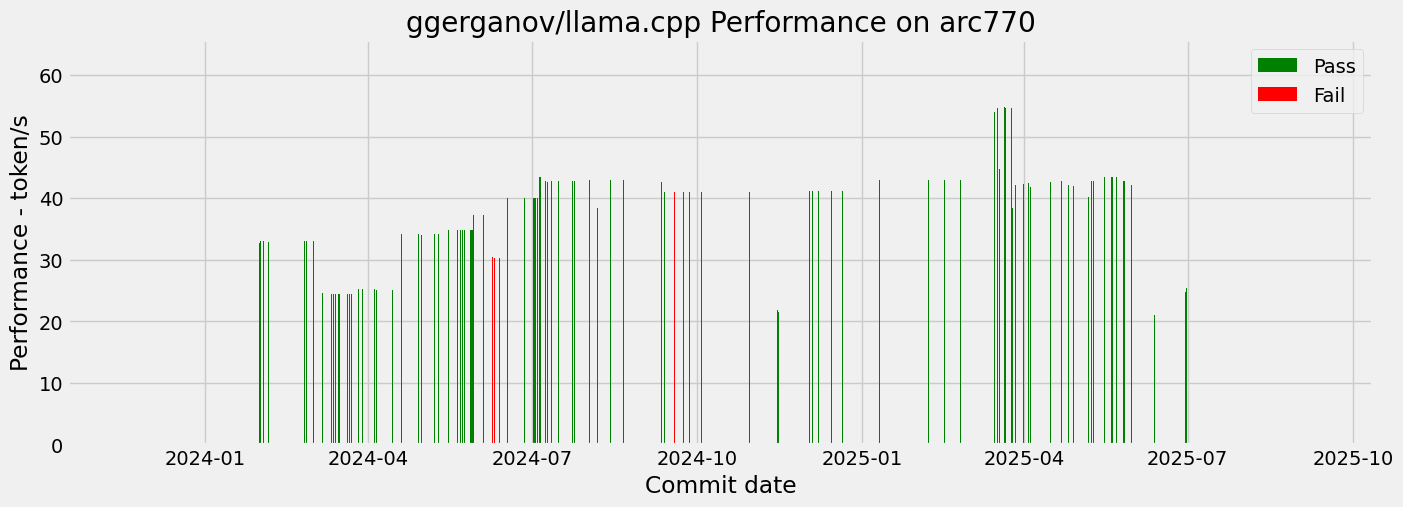 ggerganov/llama.cpp Performance on arc770
Pass
Fail
Performance - token/s
60
50
40
30
20
10
0
2024-01 2024-04 2024-07 2024-10 2025-01 2025-04 2025-07 2025-10
Commit date